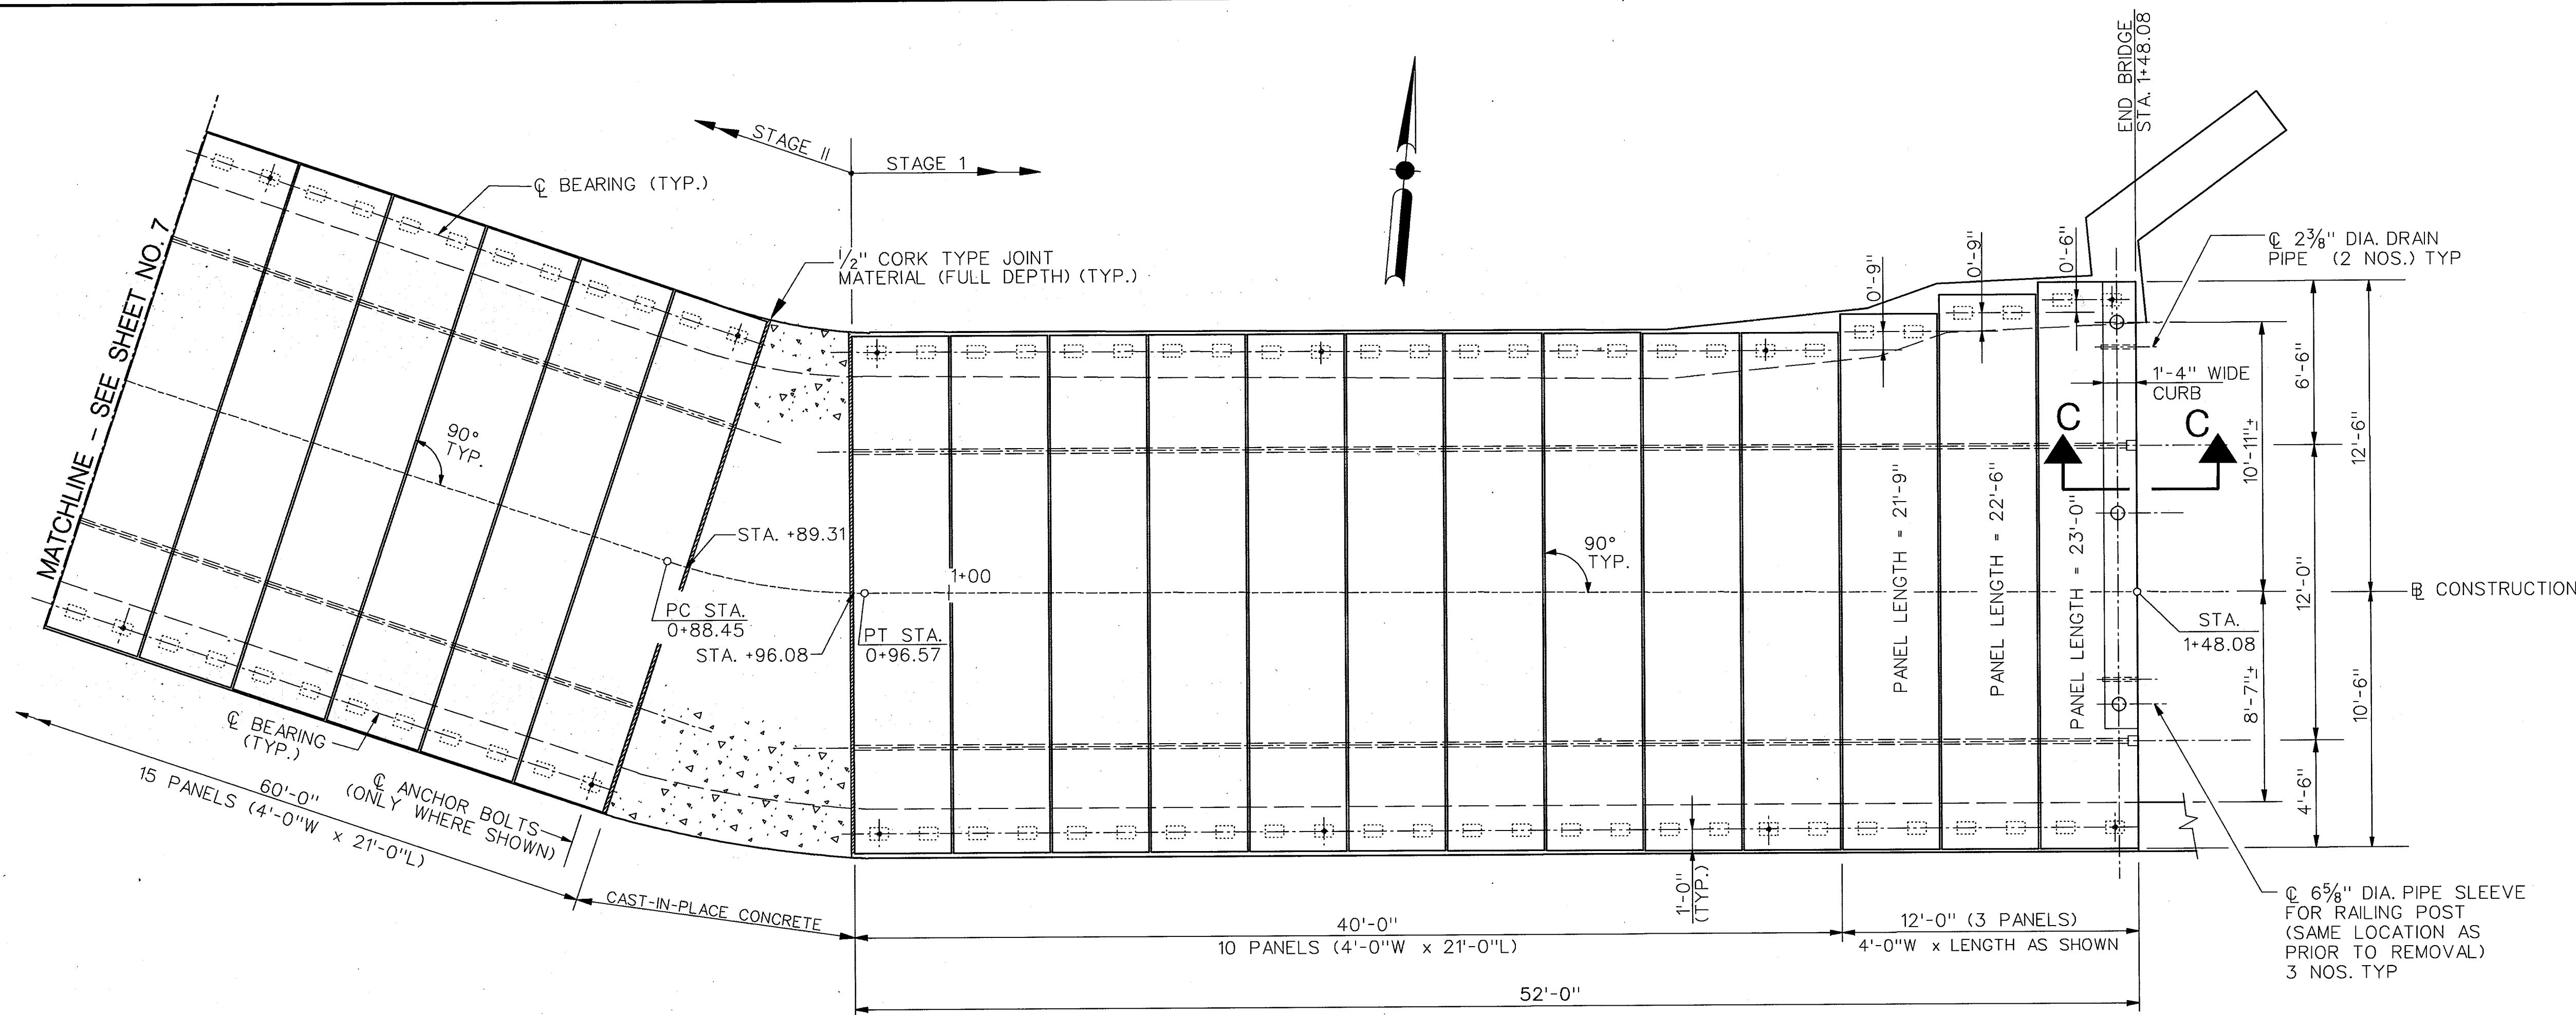 END BRIDGE
STA. 1+48.08
STAGE II
STAGE 1
℄ BEARING (TYP.)
1/2" CORK TYPE JOINT
MATERIAL (FULL DEPTH) (TYP.)
0'-9"
0'-9"
0'-6"
℄ 2 3/8" DIA. DRAIN
PIPE (2 NOS.) TYP
1'-4" WIDE
CURB
C
C
MATCHLINE - SEE SHEET NO. 7
90°
TYP.
STA. +89.31
1+00
PC STA.
0+88.45
STA. +96.08
PT STA.
0+96.57
90°
TYP.
PANEL LENGTH = 21'-9"
PANEL LENGTH = 22'-6"
PANEL LENGTH = 23'-0"
10'-11"±
8'-7"±
6'-6"
12'-0"
4'-6"
12'-6"
10'-6"
BL CONSTRUCTION
STA.
1+48.08
℄ BEARING
(TYP.)
℄ ANCHOR BOLTS
(ONLY WHERE SHOWN)
60'-0"
15 PANELS (4'-0"W x 21'-0"L)
CAST-IN-PLACE CONCRETE
1'-0"
(TYP.)
40'-0"
10 PANELS (4'-0"W x 21'-0"L)
12'-0" (3 PANELS)
4'-0"W x LENGTH AS SHOWN
52'-0"
℄ 6 5/8" DIA. PIPE SLEEVE
FOR RAILING POST
(SAME LOCATION AS
PRIOR TO REMOVAL)
3 NOS. TYP